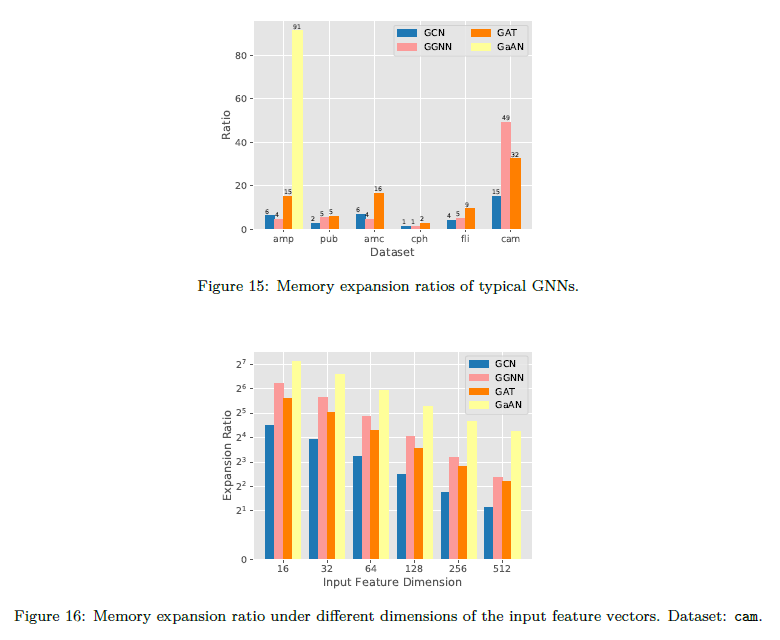 91
GCN GAT
GGNN GaAN
80
60
Ratio
49
40
32
20
16
15
15
9
6 4
2 5 5
6 4
1 1 2
4 5
0
amp pub amc cph fli cam
Dataset
Figure 15: Memory expansion ratios of typical GNNs.
GCN
GGNN
GAT
GaAN
2^7
2^6
2^5
2^4
2^3
2^2
2^1
0
Expansion Ratio
16 32 64 128 256 512
Input Feature Dimension
Figure 16: Memory expansion ratio under different dimensions of the input feature vectors. Dataset: cam.